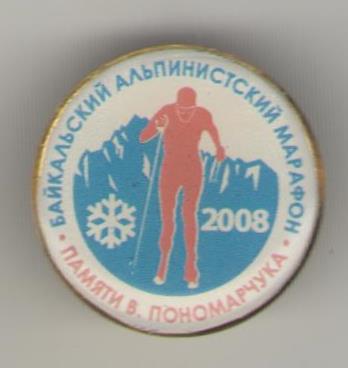 БАЙКАЛЬСКИЙ АЛЬПИНИСТСКИЙ МАРАФОН
2008
• ПАМЯТИ В. ПОНОМАРЧУКА •